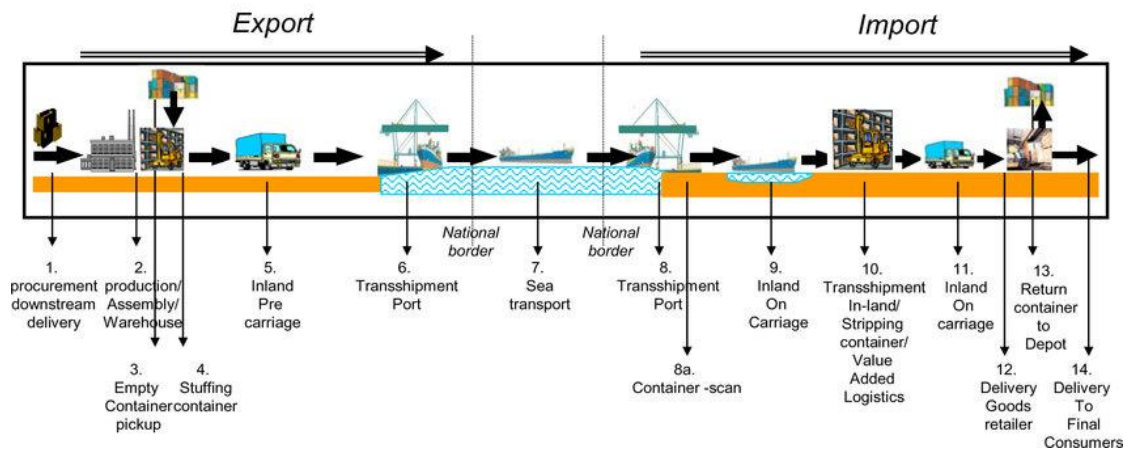 Export
Import
National
border
National
border
1.
procurement
downstream
delivery
2.
production/
Assembly/
Warehouse
3.
Empty
Container
pickup
4.
Stuffing
container
5.
Inland
Pre
carriage
6.
Transshipment
Port
7.
Sea
transport
8.
Transshipment
Port
8a.
Container -scan
9.
Inland
On
Carriage
10.
Transshipment
In-land/
Stripping
container/
Value
Added
Logistics
11.
Inland
On
carriage
12.
Delivery
Goods
retailer
13.
Return
container
to
Depot
14.
Delivery
To
Final
Consumers